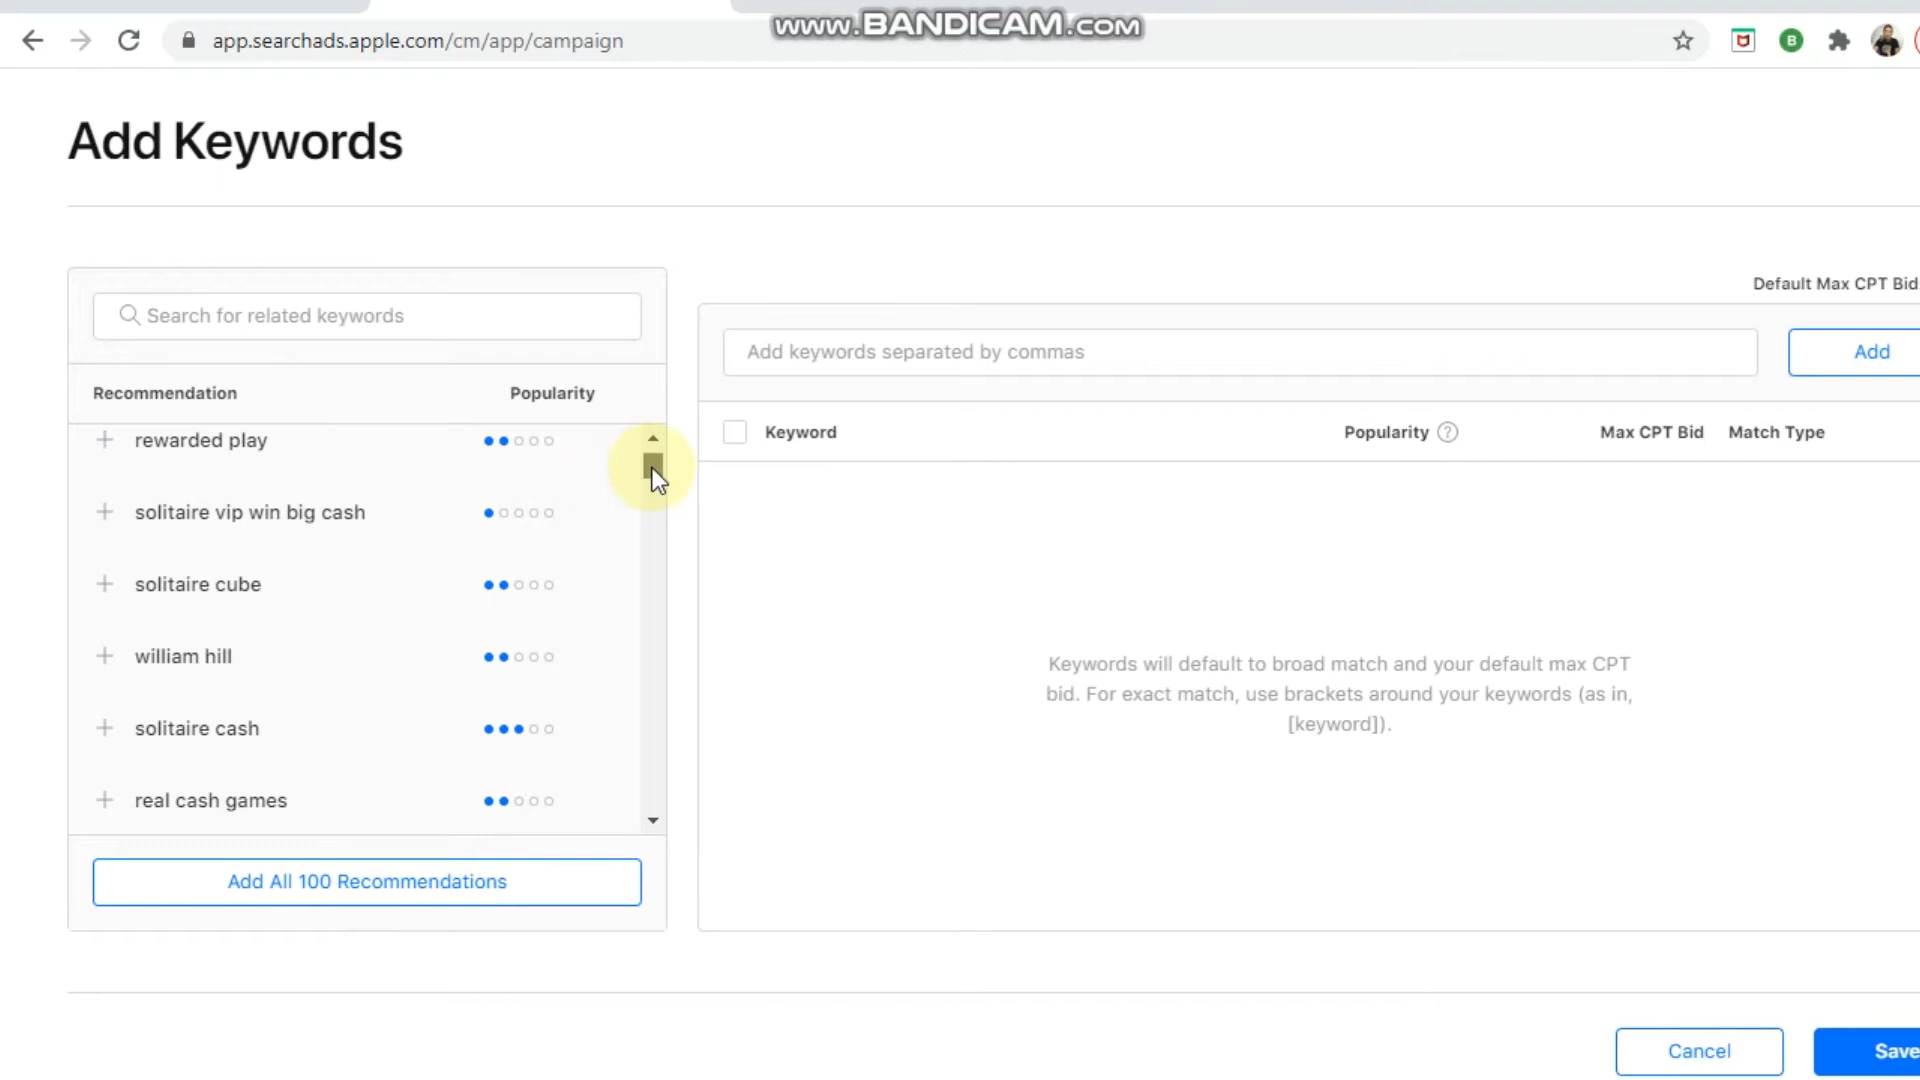 www.BANDICAM.com
app.searchads.apple.com/cm/app/campaign
B
Add Keywords
Default Max CPT Bid
Search for related keywords
Add keywords separated by commas
Add
Recommendation Popularity
Keyword Popularity ? Max CPT Bid Match Type
rewarded play
solitaire vip win big cash
solitaire cube
william hill
solitaire cash
real cash games
Keywords will default to broad match and your default max CPT
bid. For exact match, use brackets around your keywords (as in,
[keyword]).
Add All 100 Recommendations
Cancel
Save